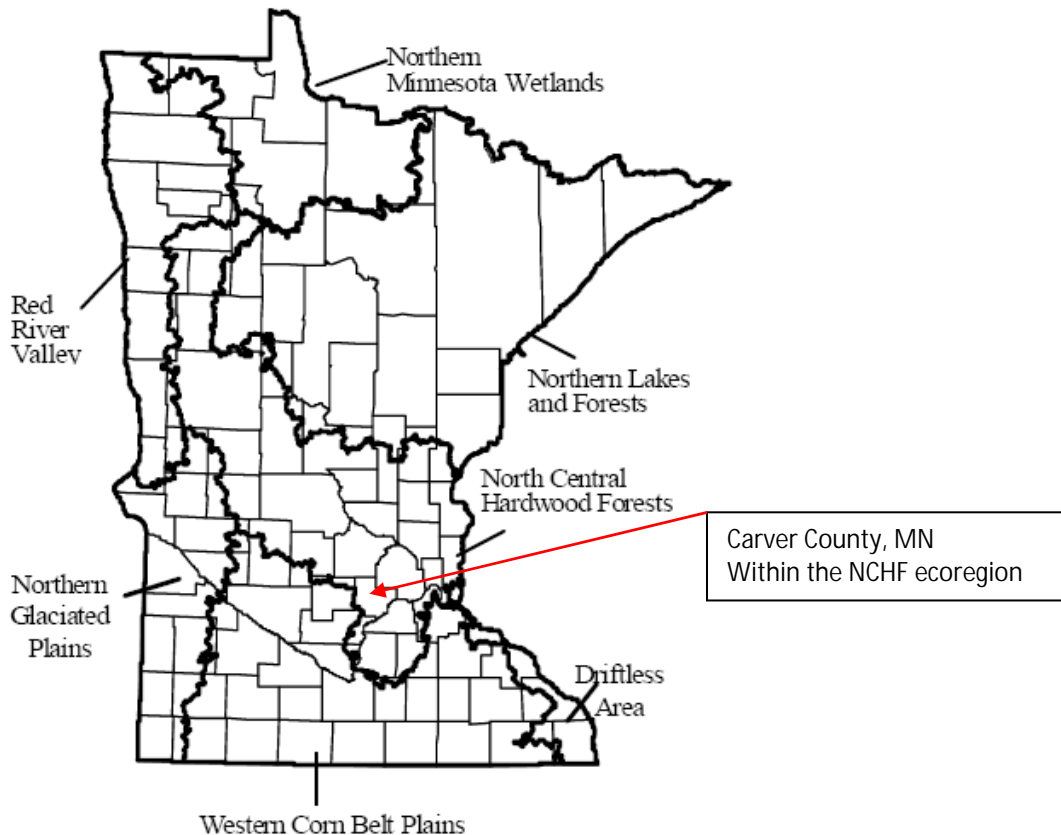 Northern
Minnesota Wetlands
Red
River
Valley
Northern Lakes
and Forests
North Central
Hardwood Forests
Carver County, MN
Within the NCHF ecoregion
Northern
Glaciated
Plains
Driftless
Area
Western Corn Belt Plains